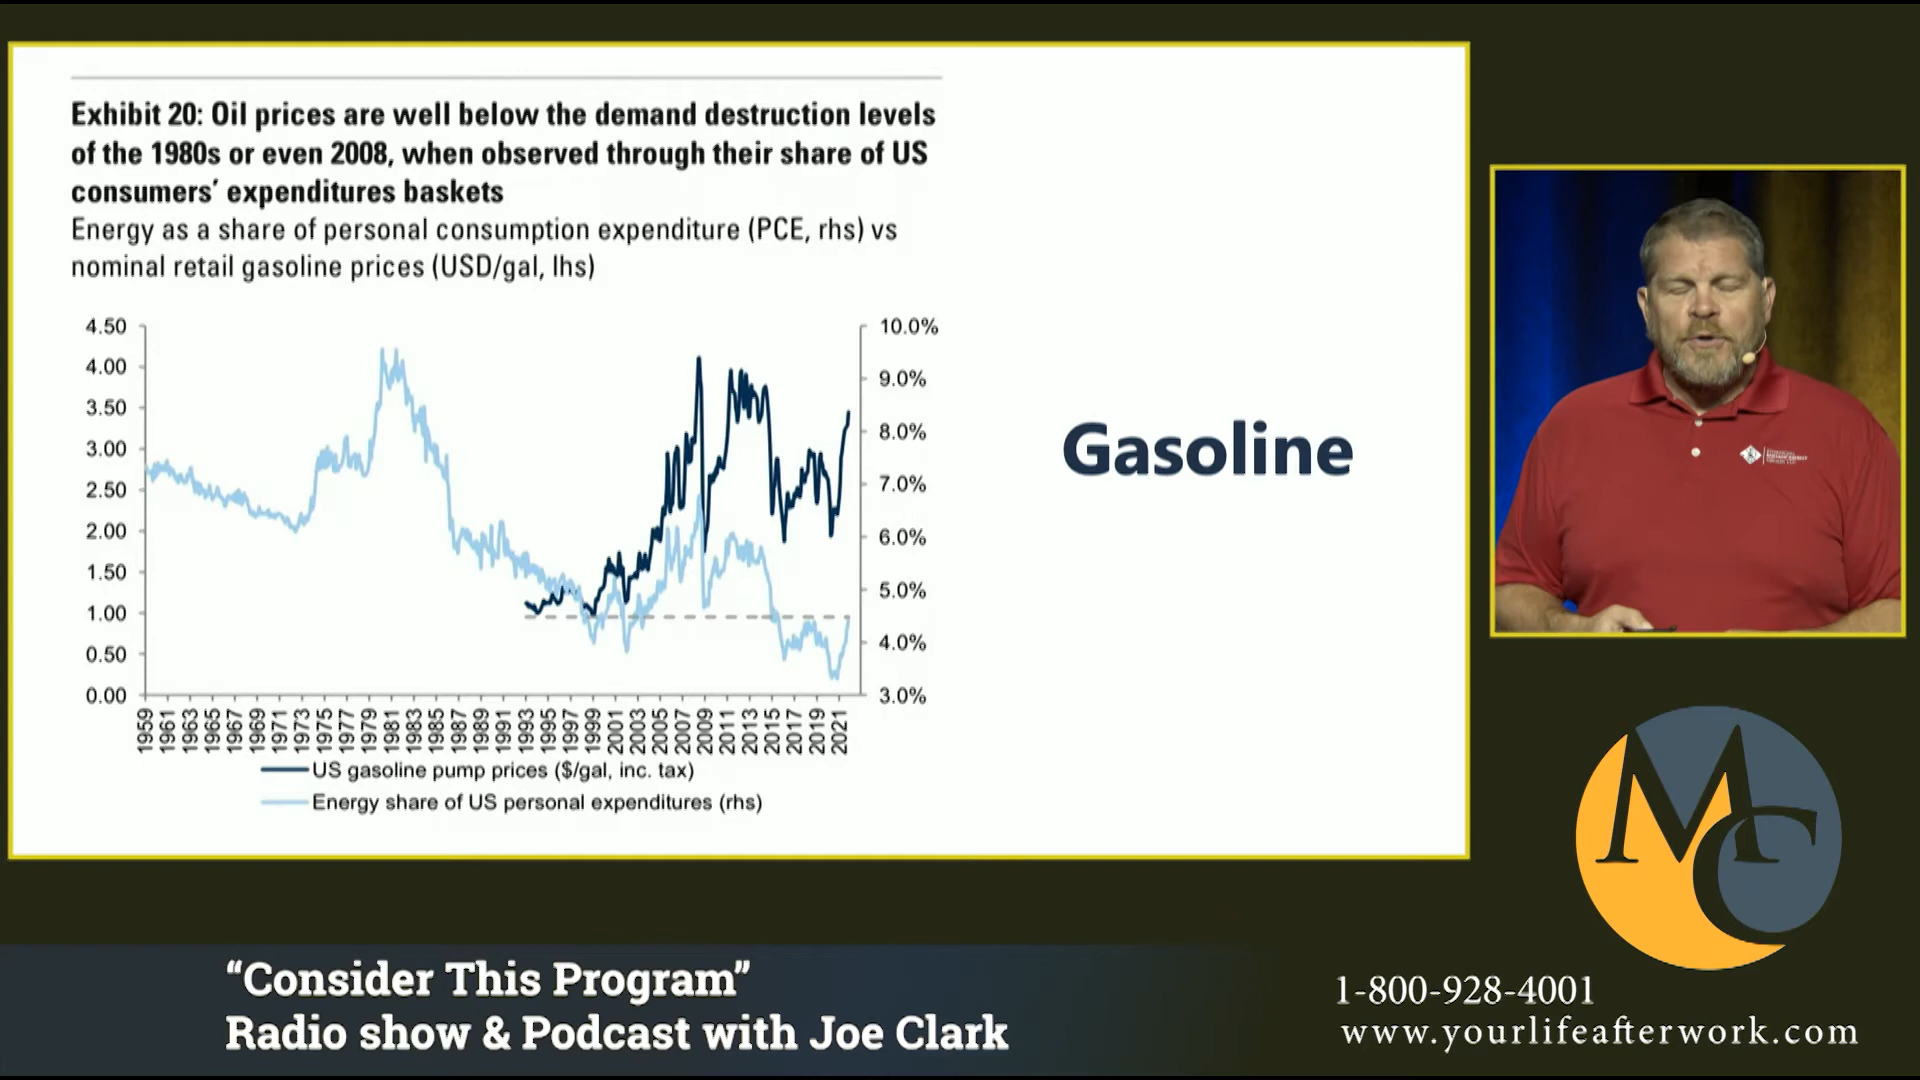 Exhibit 20: Oil prices are well below the demand destruction levels
of the 1980s or even 2008, when observed through their share of US
consumers’ expenditures baskets
Energy as a share of personal consumption expenditure (PCE, rhs) vs
nominal retail gasoline prices (USD/gal, lhs)
4.50
4.00
3.50
3.00
2.50
2.00
1.50
1.00
0.50
0.00
10.0%
9.0%
8.0%
7.0%
6.0%
5.0%
4.0%
3.0%
1959 1961 1963 1965 1967 1969 1971 1973 1975 1977 1979 1981 1983 1985 1987 1989 1991 1993 1995 1997 1999 2001 2003 2005 2007 2009 2011 2013 2015 2017 2019 2021
US gasoline pump prices ($/gal, inc. tax)
Energy share of US personal expenditures (rhs)
Gasoline
MC
“Consider This Program”
Radio show & Podcast with Joe Clark
1-800-928-4001
www.yourlifeafterwork.com